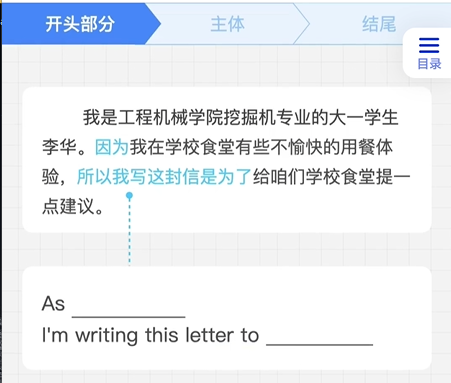 开头部分
主体
结尾
目录
我是工程机械学院挖掘机专业的大一学生
李华。因为我在学校食堂有些不愉快的用餐体
验，所以我写这封信是为了给咱们学校食堂提一
点建议。
As ____________
I'm writing this letter to ____________